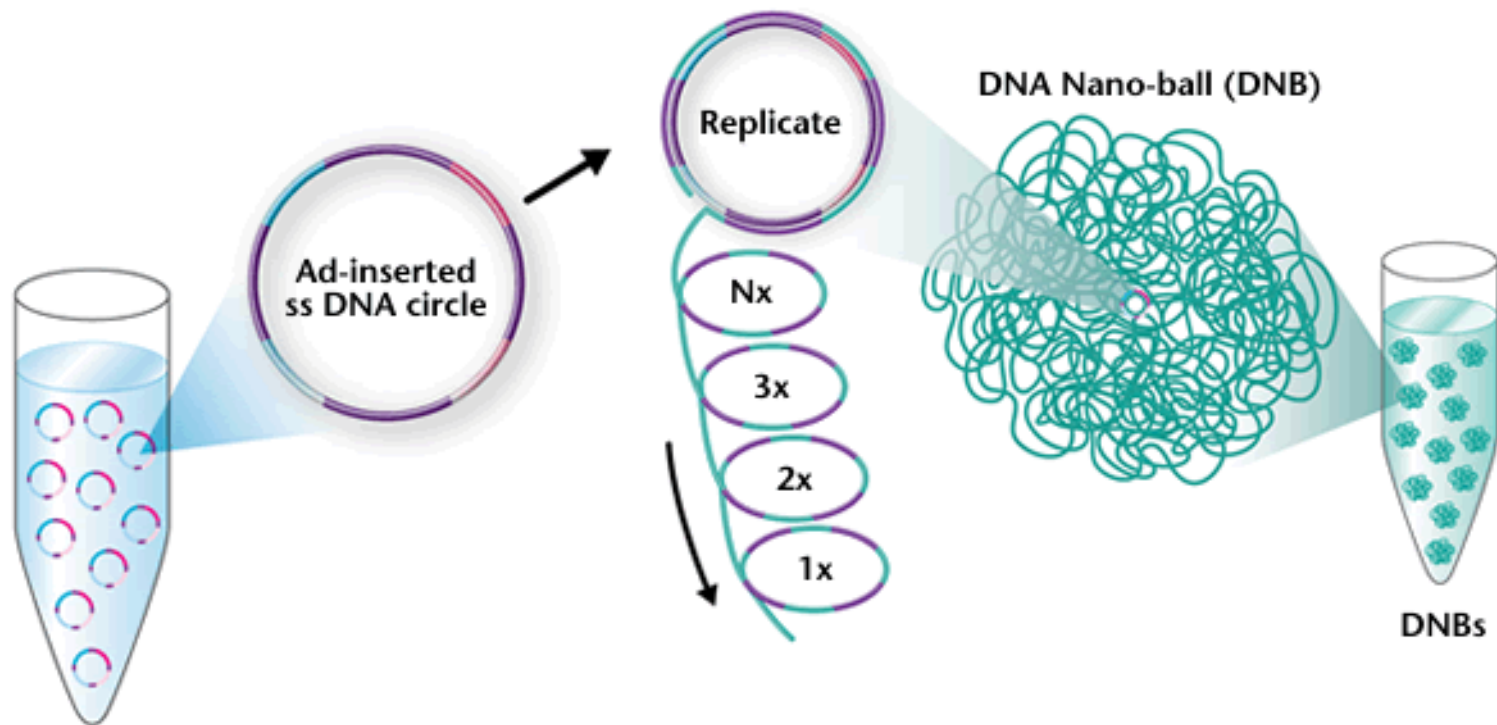 Ad-inserted
ss DNA circle
Replicate
Nx
3x
2x
1x
DNA Nano-ball (DNB)
DNBs